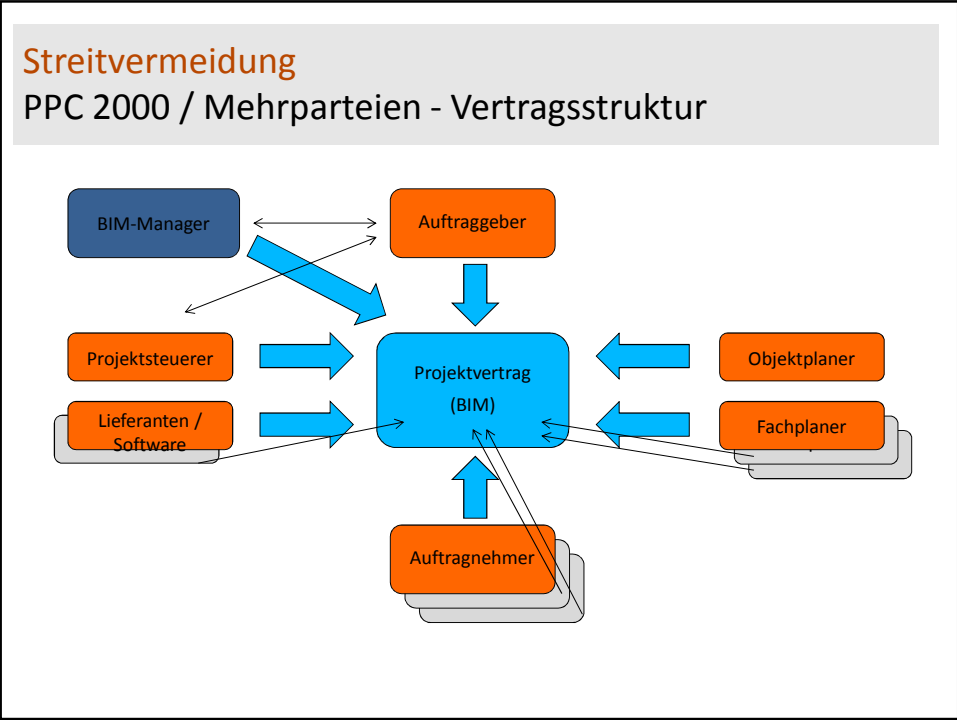 Streitvermeidung
PPC 2000 / Mehrparteien - Vertragsstruktur
BIM-Manager
Auftraggeber
Projektsteuerer
Projektvertrag
(BIM)
Objektplaner
Lieferanten /
Software
Fachplaner
Auftragnehmer